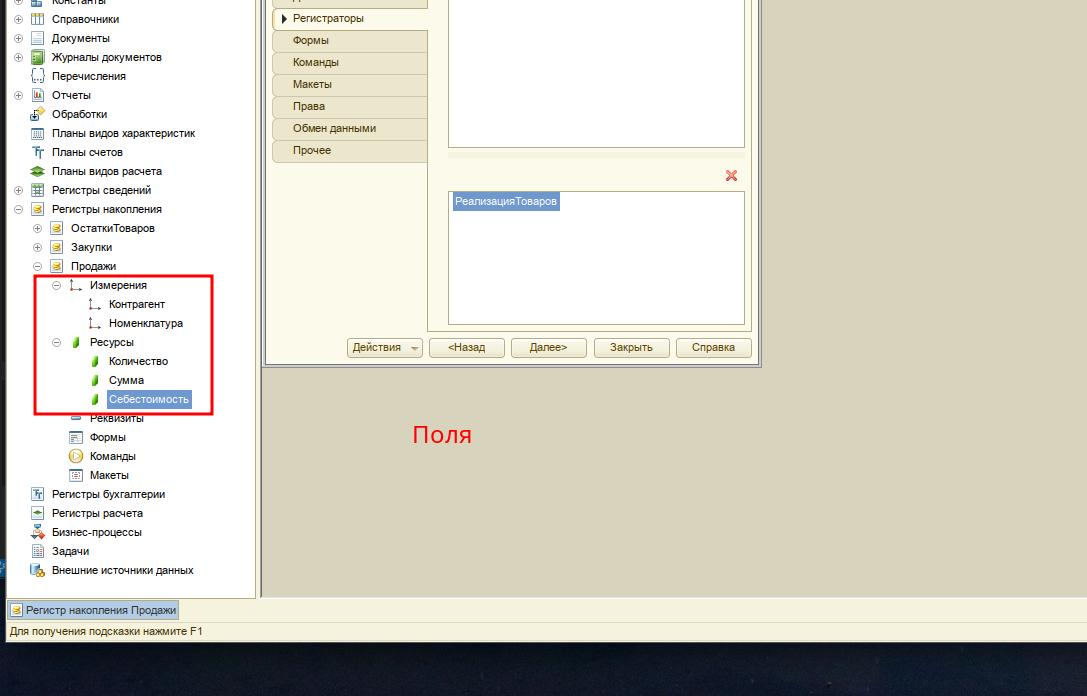 Константы
Справочники
Документы
Журналы документов
Перечисления
Отчеты
Обработки
Планы видов характеристик
Планы счетов
Планы видов расчета
Регистры сведений
Регистры накопления
ОстаткиТоваров
Закупки
Продажи
Измерения
Контрагент
Номенклатура
Ресурсы
Количество
Сумма
Себестоимость
Реквизиты
Формы
Команды
Макеты
Регистры бухгалтерии
Регистры расчета
Бизнес-процессы
Задачи
Внешние источники данных
Регистраторы
Формы
Команды
Макеты
Права
Обмен данными
Прочее
РеализацияТоваров
Действия
<Назад
Далее>
Закрыть
Справка
Поля
Регистр накопления Продажи
Для получения подсказки нажмите F1